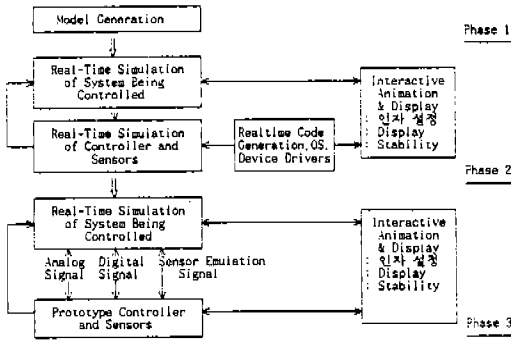 Model Generation
Phase 1
Real-Time Simulation
of System Being
Controlled
Interactive
Animation
& Display
: 인자 설정
: Display
: Stability
Real-Time Simulation
of Controller and
Sensors
Realtime Code
Generation, OS,
Device Drivers
Phase 2
Real-Time Simulation
of System Being
Controlled
Interactive
Animation
& Display
: 인자 설정
: Display
: Stability
Analog Digital Sensor Emulation
Signal Signal Signal
Prototype Controller
and Sensors
Phase 3